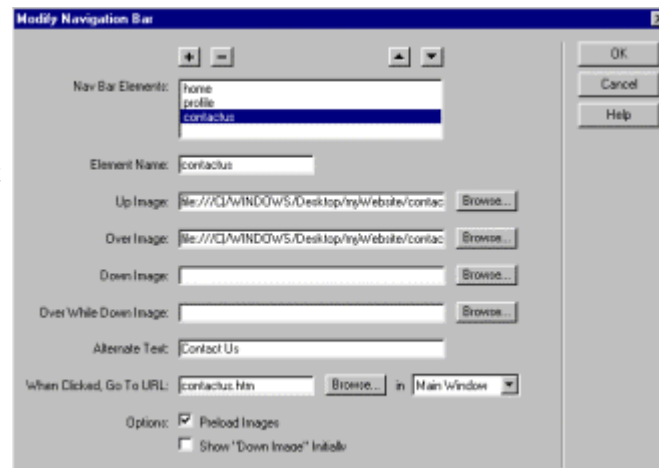 Modify Navigation Bar
+ -
OK
Nav Bar Elements:
home
profile
contactus
Cancel
Help
Element Name: contactus
Up Image: file:///C|/WINDOWS/Desktop/myWebsite/contac Browse...
Over Image: file:///C|/WINDOWS/Desktop/myWebsite/contac Browse...
Down Image: Browse...
Over While Down Image: Browse...
Alternate Text: Contact Us
When Clicked, Go To URL: contactus.htm Browse... in Main Window
Options: Preload Images
Show "Down Image" Initially